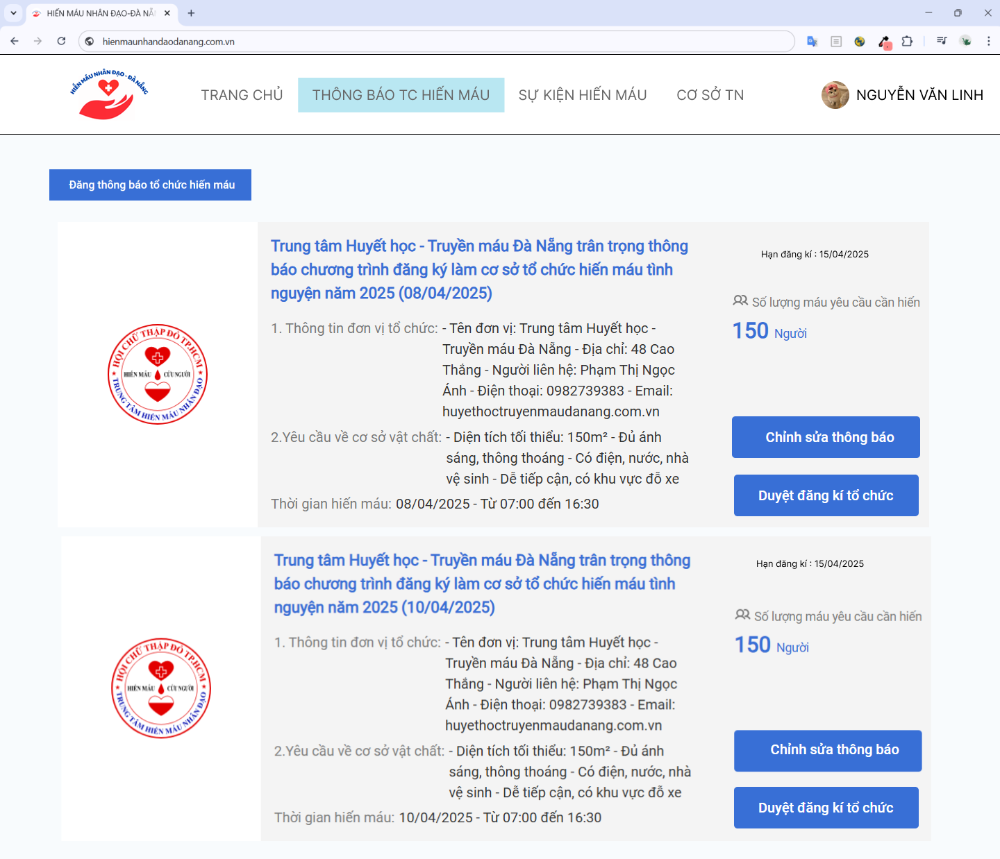 HIẾN MÁU NHÂN ĐẠO-ĐÀ NẴ
hienmaunhandaodanang.com.vn
HIẾN MÁU NHÂN ĐẠO - ĐÀ NẴNG
TRANG CHỦ
THÔNG BÁO TC HIẾN MÁU
SỰ KIỆN HIẾN MÁU
CƠ SỞ TN
NGUYỄN VĂN LINH
Đăng thông báo tổ chức hiến máu
HỘI CHỮ THẬP ĐỎ TP.HCM
HIẾN MÁU CỨU NGƯỜI
TRUNG TÂM HIẾN MÁU NHÂN ĐẠO
Trung tâm Huyết học - Truyền máu Đà Nẵng trân trọng thông
báo chương trình đăng ký làm cơ sở tổ chức hiến máu tình
nguyện năm 2025 (08/04/2025)
1. Thông tin đơn vị tổ chức: - Tên đơn vị: Trung tâm Huyết học -
Truyền máu Đà Nẵng - Địa chỉ: 48 Cao
Thắng - Người liên hệ: Phạm Thị Ngọc
Ánh - Điện thoại: 0982739383 - Email:
huyethoctruyenmaudanang.com.vn
2.Yêu cầu về cơ sở vật chất: - Diện tích tối thiểu: 150m² - Đủ ánh
sáng, thông thoáng - Có điện, nước, nhà
vệ sinh - Dễ tiếp cận, có khu vực đỗ xe
Thời gian hiến máu: 08/04/2025 - Từ 07:00 đến 16:30
Hạn đăng kí : 15/04/2025
Số lượng máu yêu cầu cần hiến
150 Người
Chỉnh sửa thông báo
Duyệt đăng kí tổ chức
HỘI CHỮ THẬP ĐỎ TP.HCM
HIẾN MÁU CỨU NGƯỜI
TRUNG TÂM HIẾN MÁU NHÂN ĐẠO
Trung tâm Huyết học - Truyền máu Đà Nẵng trân trọng thông
báo chương trình đăng ký làm cơ sở tổ chức hiến máu tình
nguyện năm 2025 (10/04/2025)
1. Thông tin đơn vị tổ chức: - Tên đơn vị: Trung tâm Huyết học -
Truyền máu Đà Nẵng - Địa chỉ: 48 Cao
Thắng - Người liên hệ: Phạm Thị Ngọc
Ánh - Điện thoại: 0982739383 - Email:
huyethoctruyenmaudanang.com.vn
2.Yêu cầu về cơ sở vật chất: - Diện tích tối thiểu: 150m² - Đủ ánh
sáng, thông thoáng - Có điện, nước, nhà
vệ sinh - Dễ tiếp cận, có khu vực đỗ xe
Thời gian hiến máu: 10/04/2025 - Từ 07:00 đến 16:30
Hạn đăng kí : 15/04/2025
Số lượng máu yêu cầu cần hiến
150 Người
Chỉnh sửa thông báo
Duyệt đăng kí tổ chức